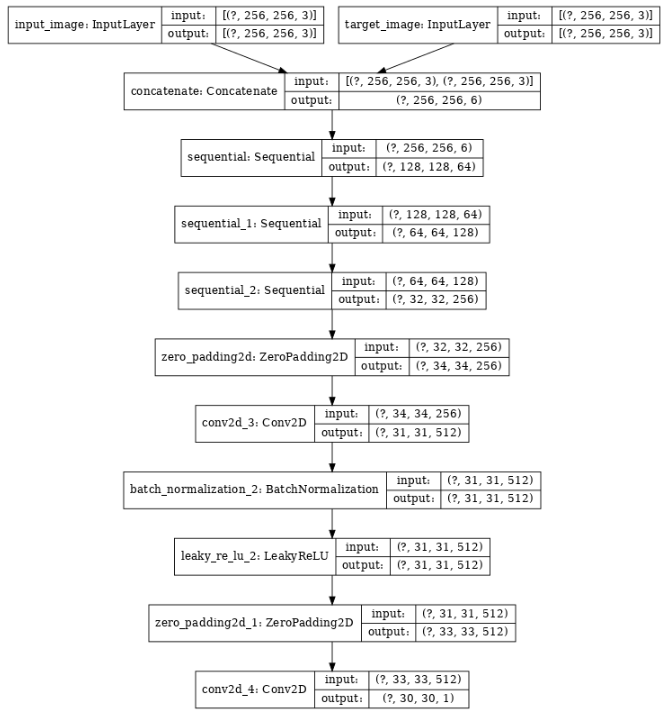 input_image: InputLayer input: [(?, 256, 256, 3)] output: [(?, 256, 256, 3)]
target_image: InputLayer input: [(?, 256, 256, 3)] output: [(?, 256, 256, 3)]
concatenate: Concatenate input: [(?, 256, 256, 3), (?, 256, 256, 3)] output: (?, 256, 256, 6)
sequential: Sequential input: (?, 256, 256, 6) output: (?, 128, 128, 64)
sequential_1: Sequential input: (?, 128, 128, 64) output: (?, 64, 64, 128)
sequential_2: Sequential input: (?, 64, 64, 128) output: (?, 32, 32, 256)
zero_padding2d: ZeroPadding2D input: (?, 32, 32, 256) output: (?, 34, 34, 256)
conv2d_3: Conv2D input: (?, 34, 34, 256) output: (?, 31, 31, 512)
batch_normalization_2: BatchNormalization input: (?, 31, 31, 512) output: (?, 31, 31, 512)
leaky_re_lu_2: LeakyReLU input: (?, 31, 31, 512) output: (?, 31, 31, 512)
zero_padding2d_1: ZeroPadding2D input: (?, 31, 31, 512) output: (?, 33, 33, 512)
conv2d_4: Conv2D input: (?, 33, 33, 512) output: (?, 30, 30, 1)